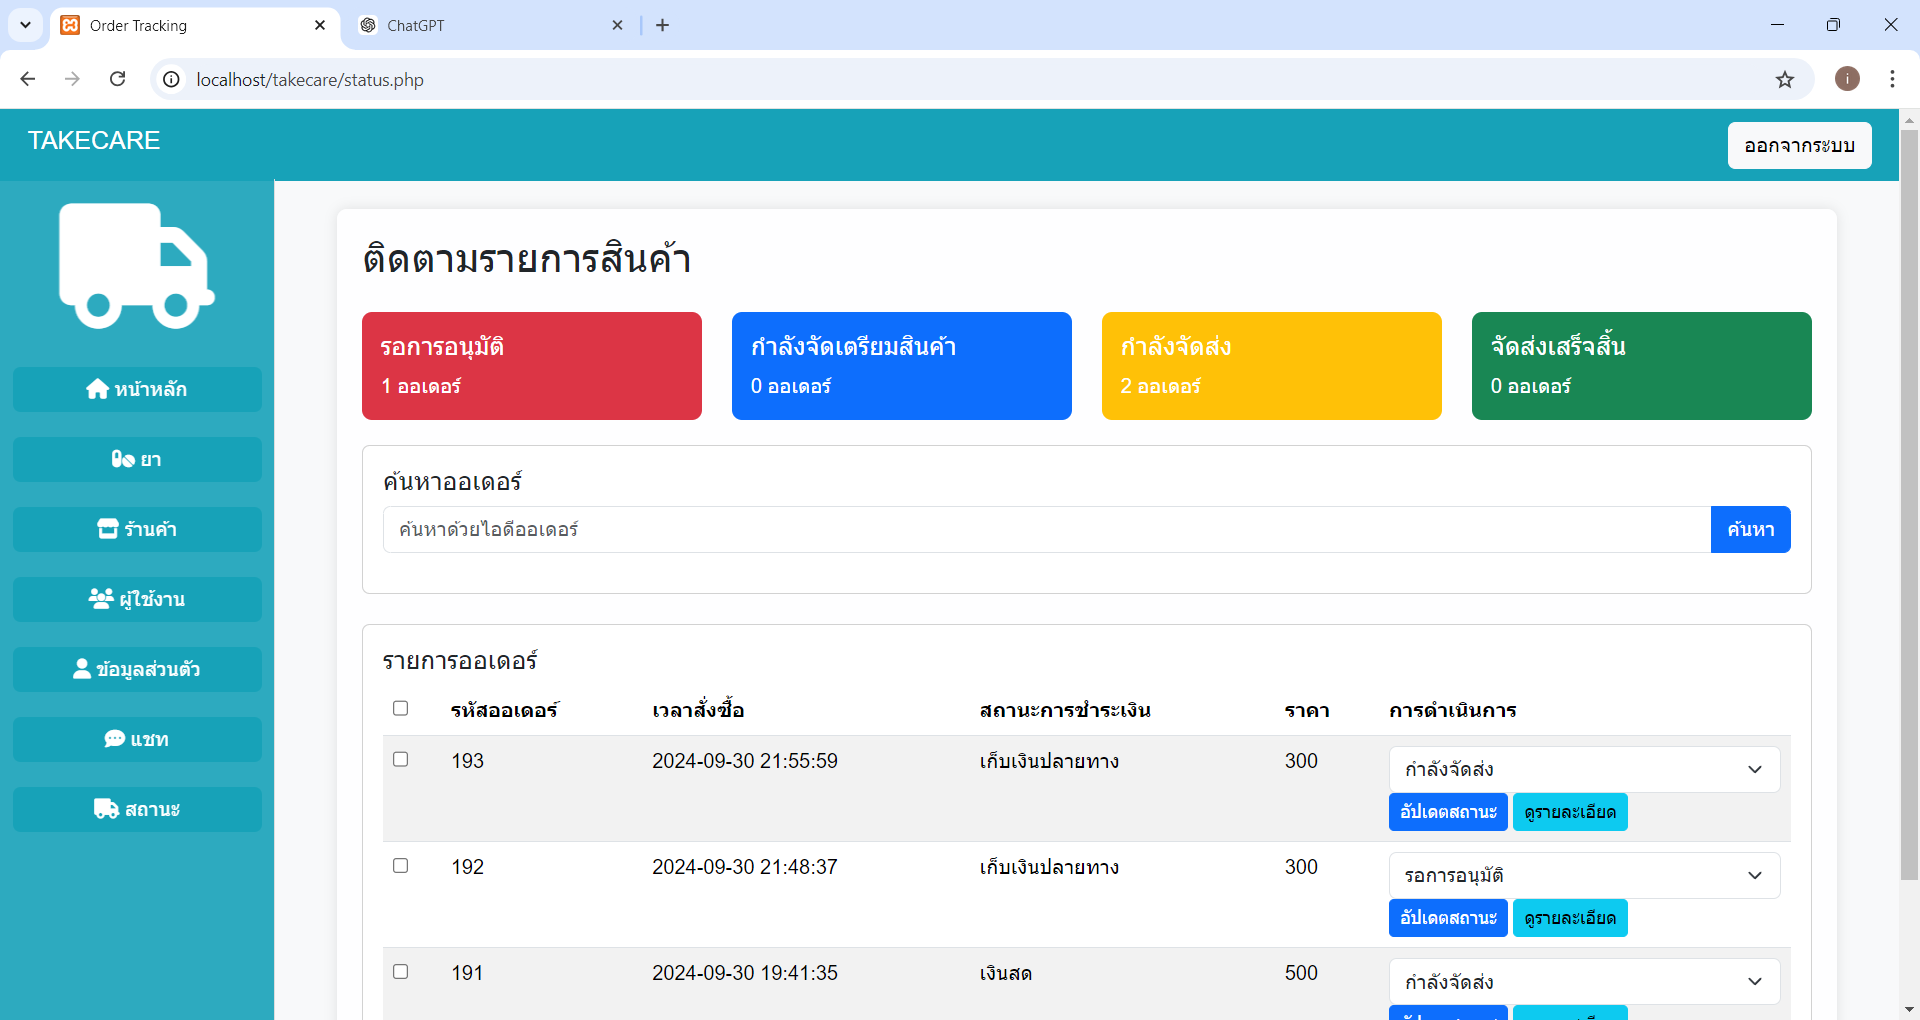 Order Tracking
ChatGPT
localhost/takecare/status.php
i
TAKECARE
ออกจากระบบ
หน้าหลัก
ยา
ร้านค้า
ผู้ใช้งาน
ข้อมูลส่วนตัว
แชท
สถานะ
ติดตามรายการสินค้า
รอการอนุมัติ
1 ออเดอร์
กำลังจัดเตรียมสินค้า
0 ออเดอร์
กำลังจัดส่ง
2 ออเดอร์
จัดส่งเสร็จสิ้น
0 ออเดอร์
ค้นหาออเดอร์
ค้นหาด้วยไอดีออเดอร์ ค้นหา
รายการออเดอร์
รหัสออเดอร์ เวลาสั่งซื้อ สถานะการชำระเงิน ราคา การดำเนินการ
193 2024-09-30 21:55:59 เก็บเงินปลายทาง 300 กำลังจัดส่ง
อัปเดตสถานะ ดูรายละเอียด
192 2024-09-30 21:48:37 เก็บเงินปลายทาง 300 รอการอนุมัติ
อัปเดตสถานะ ดูรายละเอียด
191 2024-09-30 19:41:35 เงินสด 500 กำลังจัดส่ง